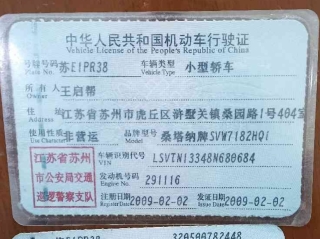 中华人民共和国机动车行驶证
Vehicle License of the People's Republic of China
号牌号码 苏E1PR38 车辆类型 小型轿车
Plate No. Vehicle Type
所有人 王启帮
Owner
住址 江苏省苏州市虎丘区浒墅关镇桑园路1号404室
Address
使用性质 非营运 品牌型号 桑塔纳牌SVW7182HQI
Use Character Model
江苏省苏州
市公安局交通
巡逻警察支队
车辆识别代号 LSVTN13348N680684
VIN
发动机号码 291116
Engine No.
注册日期 2009-02-02 发证日期 2009-02-02
Register Date Issue Date
320500782448